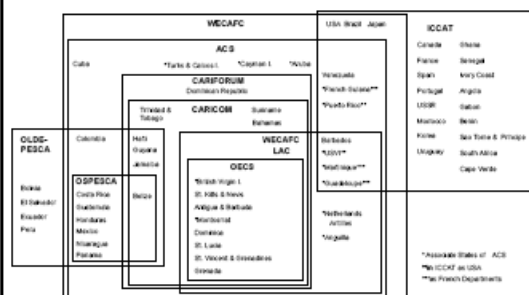 WECAFC
USA Brazil Japan
ICCAT
ACS
Cuba
*Turks & Caicos I.
*Cayman I.
*Aruba
CARIFORUM
Dominican Republic
Trinidad & Tobago
CARICOM
Suriname
Bahamas
Venezuela
*French Guiana**
*Puerto Rico**
Canada
Ghana
France
Senegal
Spain
Ivory Coast
Portugal
Angola
USSR
Gabon
Morocco
Benin
Korea
Sao Tome & Principe
Uruguay
South Africa
Cape Verde
OLDE-
PESCA
Colombia
Haiti
Guyana
Jamaica
WECAFC
LAC
Barbados
*USVI**
*Martinique**
*Guadeloupe**
OECS
*British Virgin I.
St. Kitts & Nevis
Antigua & Barbuda
*Montserrat
Dominica
St. Lucia
St. Vincent & Grenadines
Grenada
Bolivia
El Salvador
Ecuador
Peru
OSPESCA
Costa Rica
Guatemala
Honduras
Mexico
Nicaragua
Panama
Belize
*Netherlands
Antilles
*Anguilla
*Associate States of ACS
**in ICCAT as USA
**as French Departments